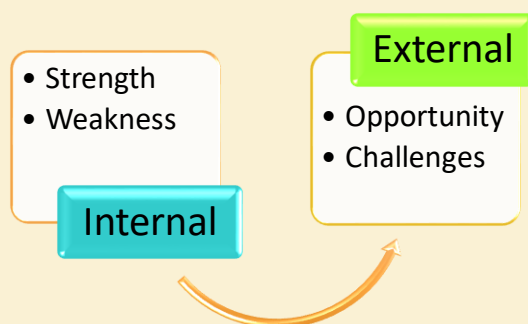 • Strength
• Weakness
Internal
External
• Opportunity
• Challenges